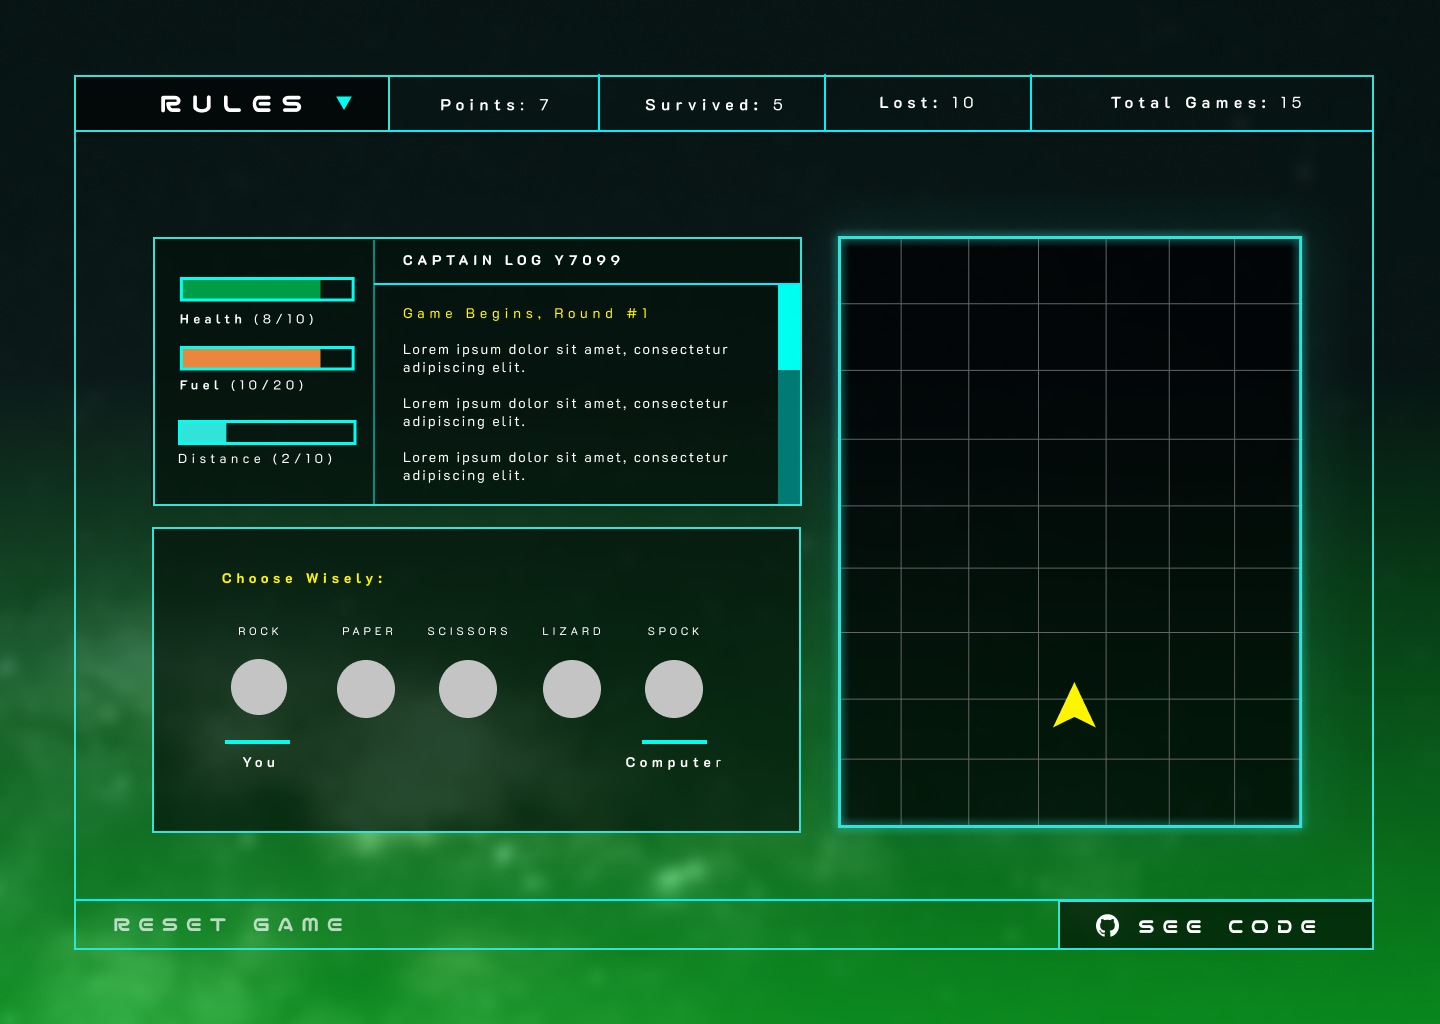 RULES
Points: 7
Survived: 5
Lost: 10
Total Games: 15
Health (8/10)
Fuel (10/20)
Distance (2/10)
CAPTAIN LOG Y7099
Game Begins, Round #1
Lorem ipsum dolor sit amet, consectetur
adipiscing elit.
Lorem ipsum dolor sit amet, consectetur
adipiscing elit.
Lorem ipsum dolor sit amet, consectetur
adipiscing elit.
Choose Wisely:
ROCK
PAPER
SCISSORS
LIZARD
SPOCK
You
Computer
RESET GAME
SEE CODE